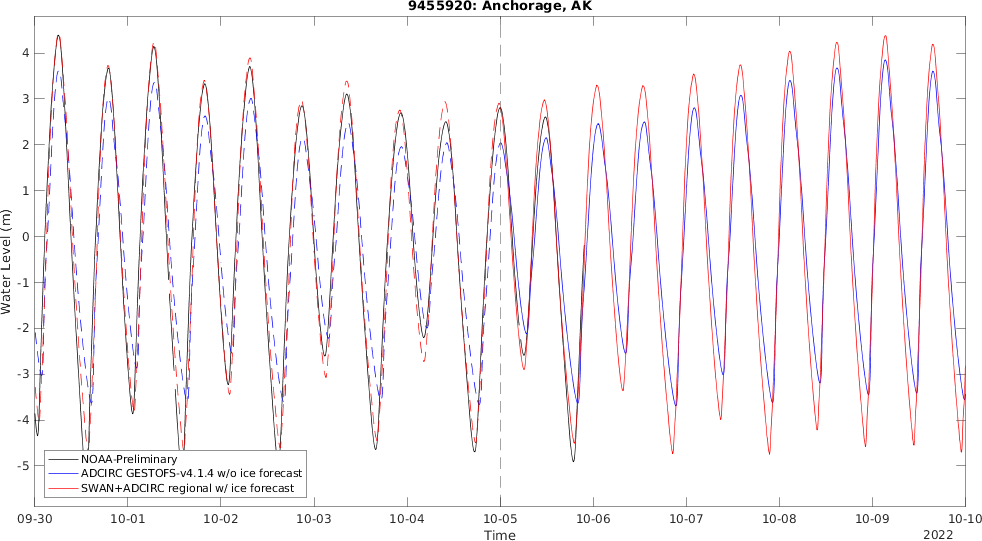 9455920: Anchorage, AK
Water Level (m)
4
3
2
1
0
-1
-2
-3
-4
-5
NOAA-Preliminary
ADCIRC GESTOFS-v4.1.4 w/o ice forecast
SWAN+ADCIRC regional w/ ice forecast
09-30 10-01 10-02 10-03 10-04 10-05 10-06 10-07 10-08 10-09 10-10
Time
2022